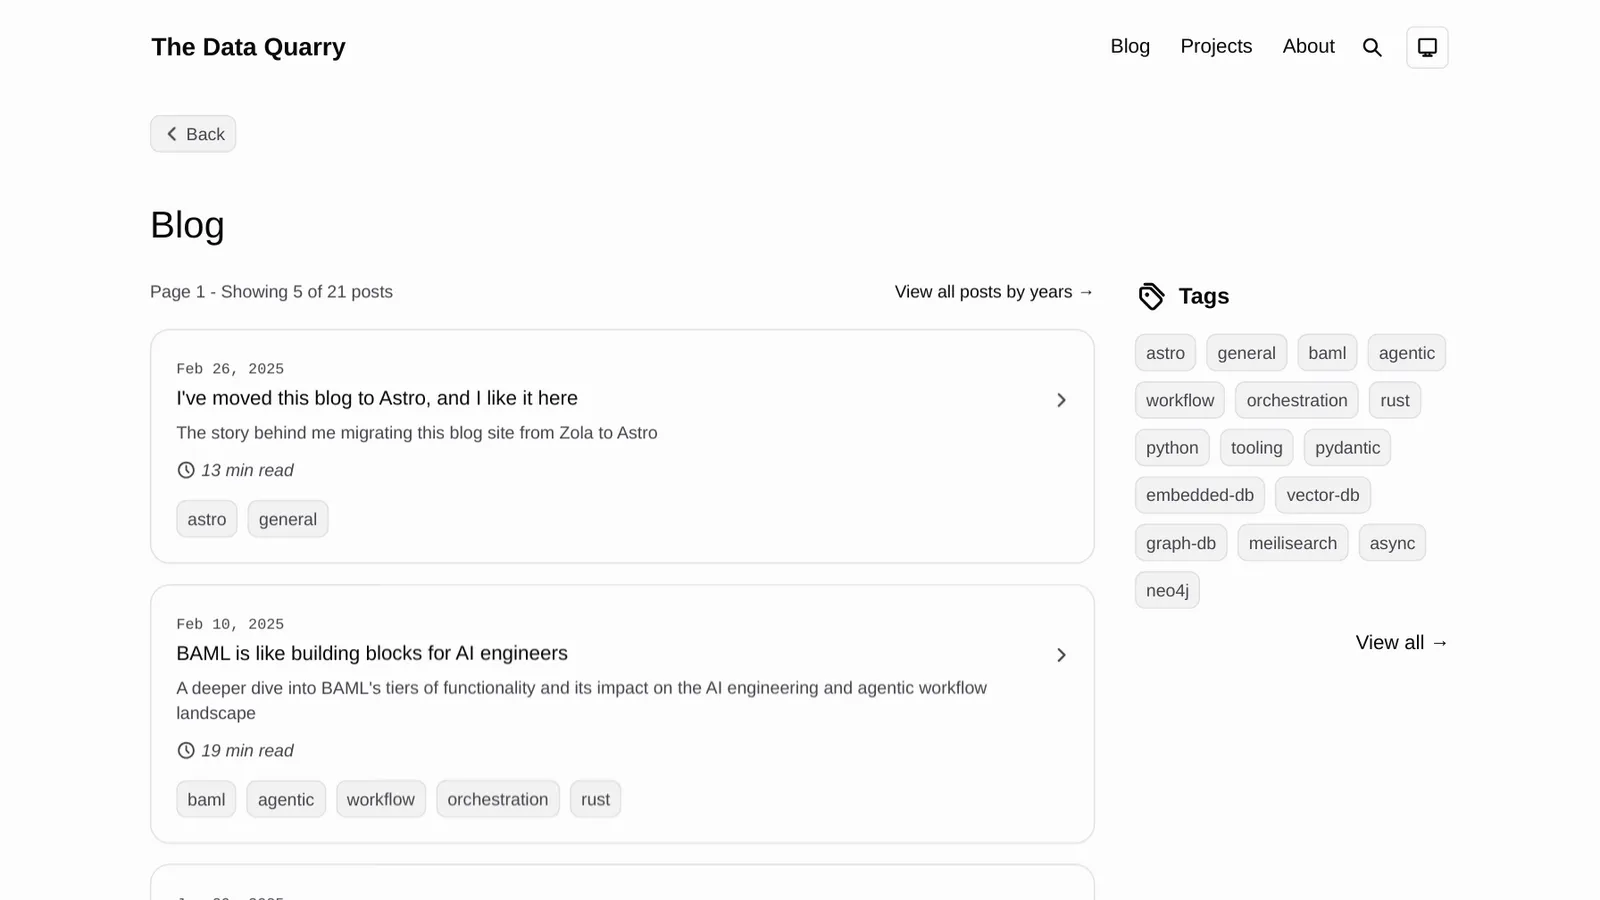 The Data Quarry
Blog
Projects
About
Back
Blog
Page 1 - Showing 5 of 21 posts
View all posts by years →
Feb 26, 2025
I've moved this blog to Astro, and I like it here
The story behind me migrating this blog site from Zola to Astro
13 min read
astro
general
Feb 10, 2025
BAML is like building blocks for AI engineers
A deeper dive into BAML's tiers of functionality and its impact on the AI engineering and agentic workflow
landscape
19 min read
baml
agentic
workflow
orchestration
rust
Tags
astro
general
baml
agentic
workflow
orchestration
rust
python
tooling
pydantic
embedded-db
vector-db
graph-db
meilisearch
async
neo4j
View all →